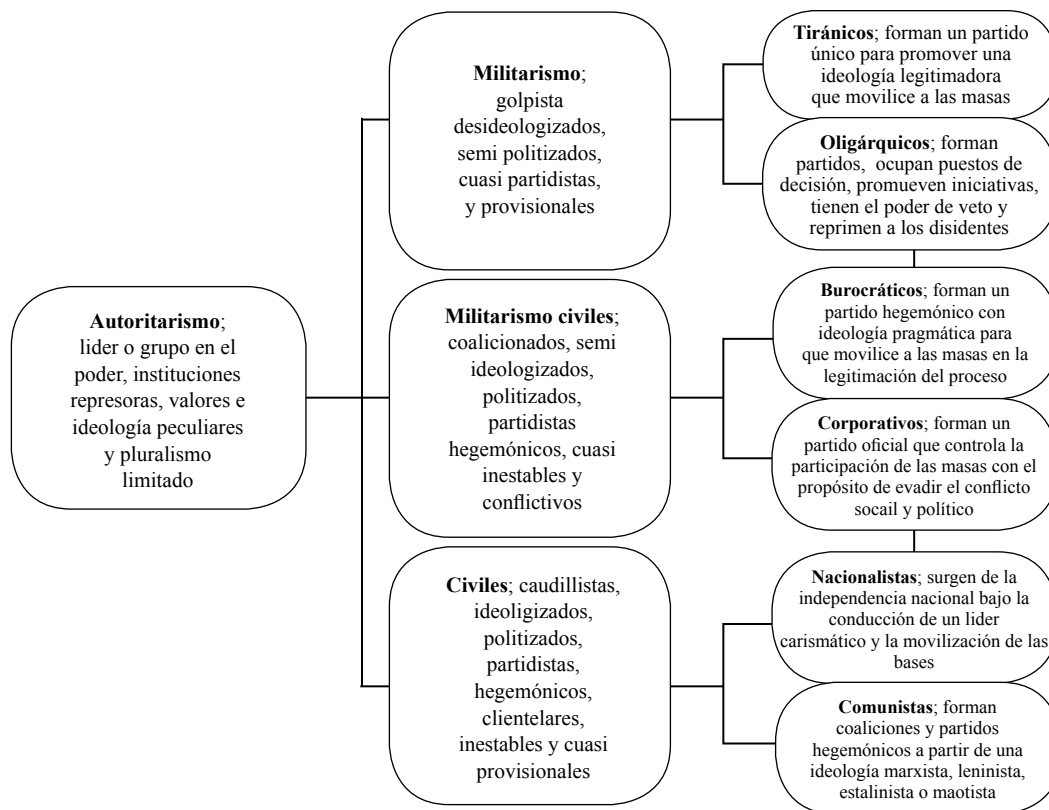 Autoritarismo;
lider o grupo en el
poder, instituciones
represoras, valores e
ideología peculiares
y pluralismo
limitado
Militarismo;
golpista
desideologizados,
semi politizados,
cuasi partidistas,
y provisionales
Tiránicos; forman un partido
único para promover una
ideología legitimadora
que movilice a las masas
Oligárquicos; forman
partidos, ocupan puestos de
decisión, promueven iniciativas,
tienen el poder de veto y
reprimen a los disidentes
Militarismo civiles;
coalicionados, semi
ideologizados,
politizados,
partidistas
hegemónicos, cuasi
inestables y
conflictivos
Burocráticos; forman un
partido hegemónico con
ideología pragmática para
que movilice a las masas en la
legitimación del proceso
Corporativos; forman un
partido oficial que controla la
participación de las masas con el
propósito de evadir el conflicto
socail y político
Civiles; caudillistas,
ideoligizados,
politizados,
partidistas,
hegemónicos,
clientelares,
inestables y cuasi
provisionales
Nacionalistas; surgen de la
independencia nacional bajo la
conducción de un lider
carismático y la movilización de las
bases
Comunistas; forman
coaliciones y partidos
hegemónicos a partir de una
ideología marxista, leninista,
estalinista o maotista